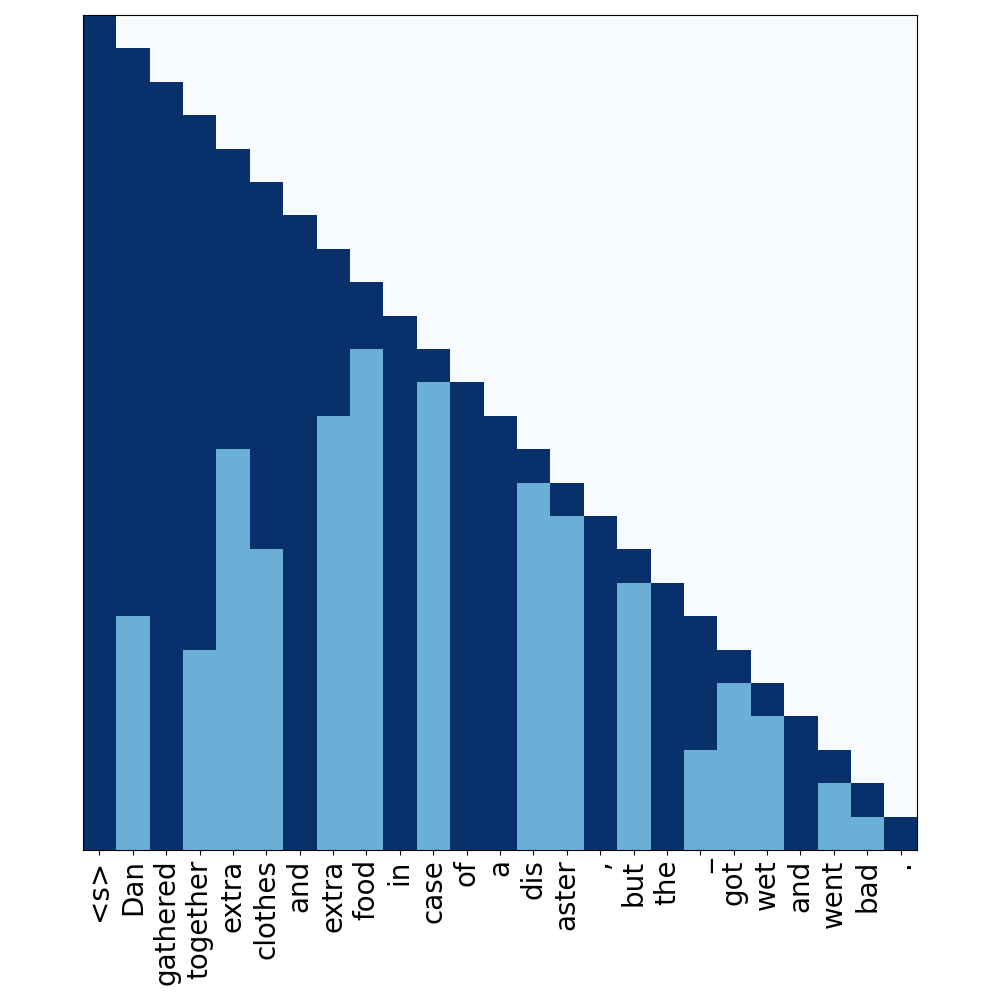 <s> Dan gathered together extra clothes and extra food in case of a dis aster , but the _ got wet and went bad .